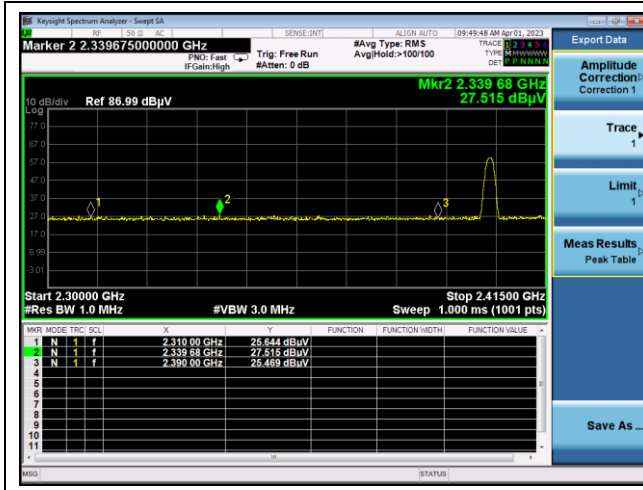 Keysight Spectrum Analyzer - Swept SA
RF 50 Ω AC SENSE:INT ALIGN AUTO 09:49:48 AM Apr 01, 2023
Marker 2 2.339675000000 GHz
PNO: Fast
IFGain:High
Trig: Free Run
#Atten: 0 dB
#Avg Type: RMS
Avg|Hold:>100/100
TRACE 1 2 3 4 5 6
TYPE M M W W W W
DET P P N N N N
Mkr2 2.339 68 GHz
27.515 dBµV
10 dB/div
Log
Ref 86.99 dBµV
77.0
67.0
57.0
47.0
37.0
27.0
17.0
6.99
-3.01
1
2
3
Start 2.30000 GHz
Stop 2.41500 GHz
#Res BW 1.0 MHz
#VBW 3.0 MHz
Sweep 1.000 ms (1001 pts)
MKR MODE TRC SCL X Y FUNCTION FUNCTION WIDTH FUNCTION VALUE
1 N 1 f 2.310 00 GHz 25.644 dBµV
2 N 1 f 2.339 68 GHz 27.515 dBµV
3 N 1 f 2.390 00 GHz 25.469 dBµV
4
5
6
7
8
9
10
11
MSG
STATUS
Export Data
Amplitude
Correction
Correction 1
Trace
1
Limit
1
Meas Results
Peak Table
Save As ...